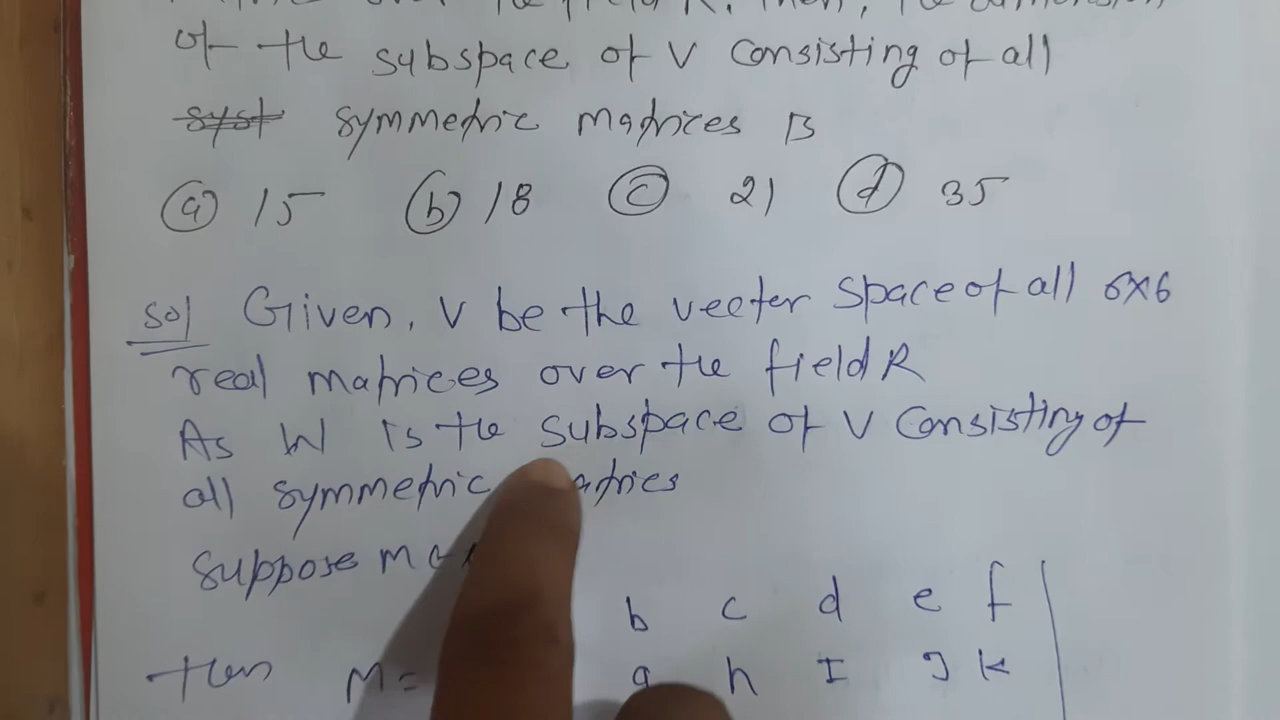 of the subspace of V Consisting of all
syst symmetric matrices is
(a) 15 (b) 18 (c) 21 (d) 35
Sol Given, V be the vector space of all 6x6
real matrices over the field R
As W is the subspace of V Consisting of
all symmetric
Suppose M
b c d e f
then M = g h I J K